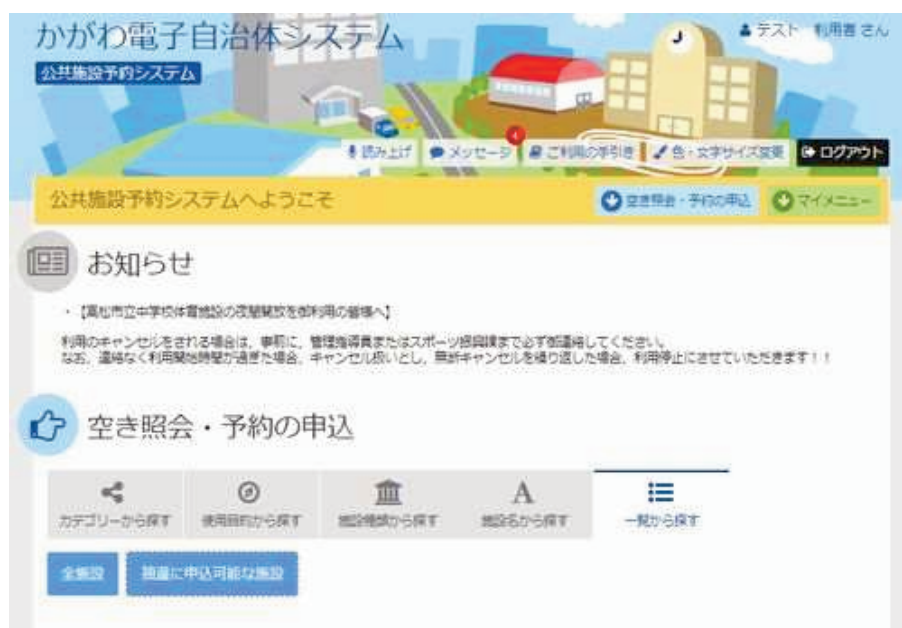 かがわ電子自治体システム
テスト 利用者 さん
公共施設予約システム
読み上げ メッセージ 4 ご利用の手引き 色・文字サイズ変更 ログアウト
公共施設予約システムへようこそ
空き照会・予約の申込 マイメニュー
お知らせ
・【高松市立中学校体育施設の夜間開放を御利用の皆様へ】
利用のキャンセルをされる場合は、事前に、管理指導員またはスポーツ振興課まで必ず御連絡してください。
なお、連絡なく利用開始時間が過ぎた場合、キャンセル扱いとし、無断キャンセルを繰り返した場合、利用停止にさせていただきます！！
空き照会・予約の申込
カテゴリーから探す 使用目的から探す 施設種類から探す 施設名から探す 一覧から探す
全施設 抽選に申込可能な施設